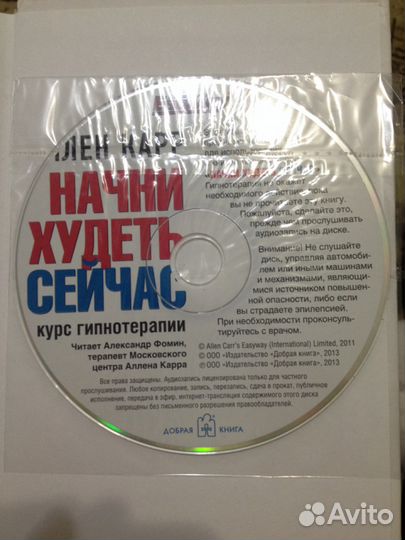 ЛЕН КАРР
НАЧНИ
ХУДЕТЬ
СЕЙЧАС
курс гипнотерапии
Читает Александр Фомин,
терапевт Московского
центра Аллена Карра
для
Гипнотерапия не окажет
необходимого действия, пока
вы не прочитаете эту книгу.
Пожалуйста, сделайте это,
прежде чем прослушивать
аудиозапись на диске.
Внимание! Не слушайте
диск, управляя автомоби-
лем или иными машинами
и механизмами, являющи-
мися источником повышен-
ной опасности, либо если
вы страдаете эпилепсией.
При необходимости проконсуль-
тируйтесь с врачом.
© Allen Carr's Easyway (International) Limited, 2011
© ООО «Издательство «Добрая книга», 2013
℗ ООО «Издательство «Добрая книга», 2013
Все права защищены. Аудиозапись лицензирована только для частного
прослушивания. Любое копирование, запись, перезапись, сдача в прокат, публичное
исполнение, передача в эфир, интернет-трансляция содержимого этого диска
запрещены без письменного разрешения правообладателей.
ДОБРАЯ КНИГА
Avito